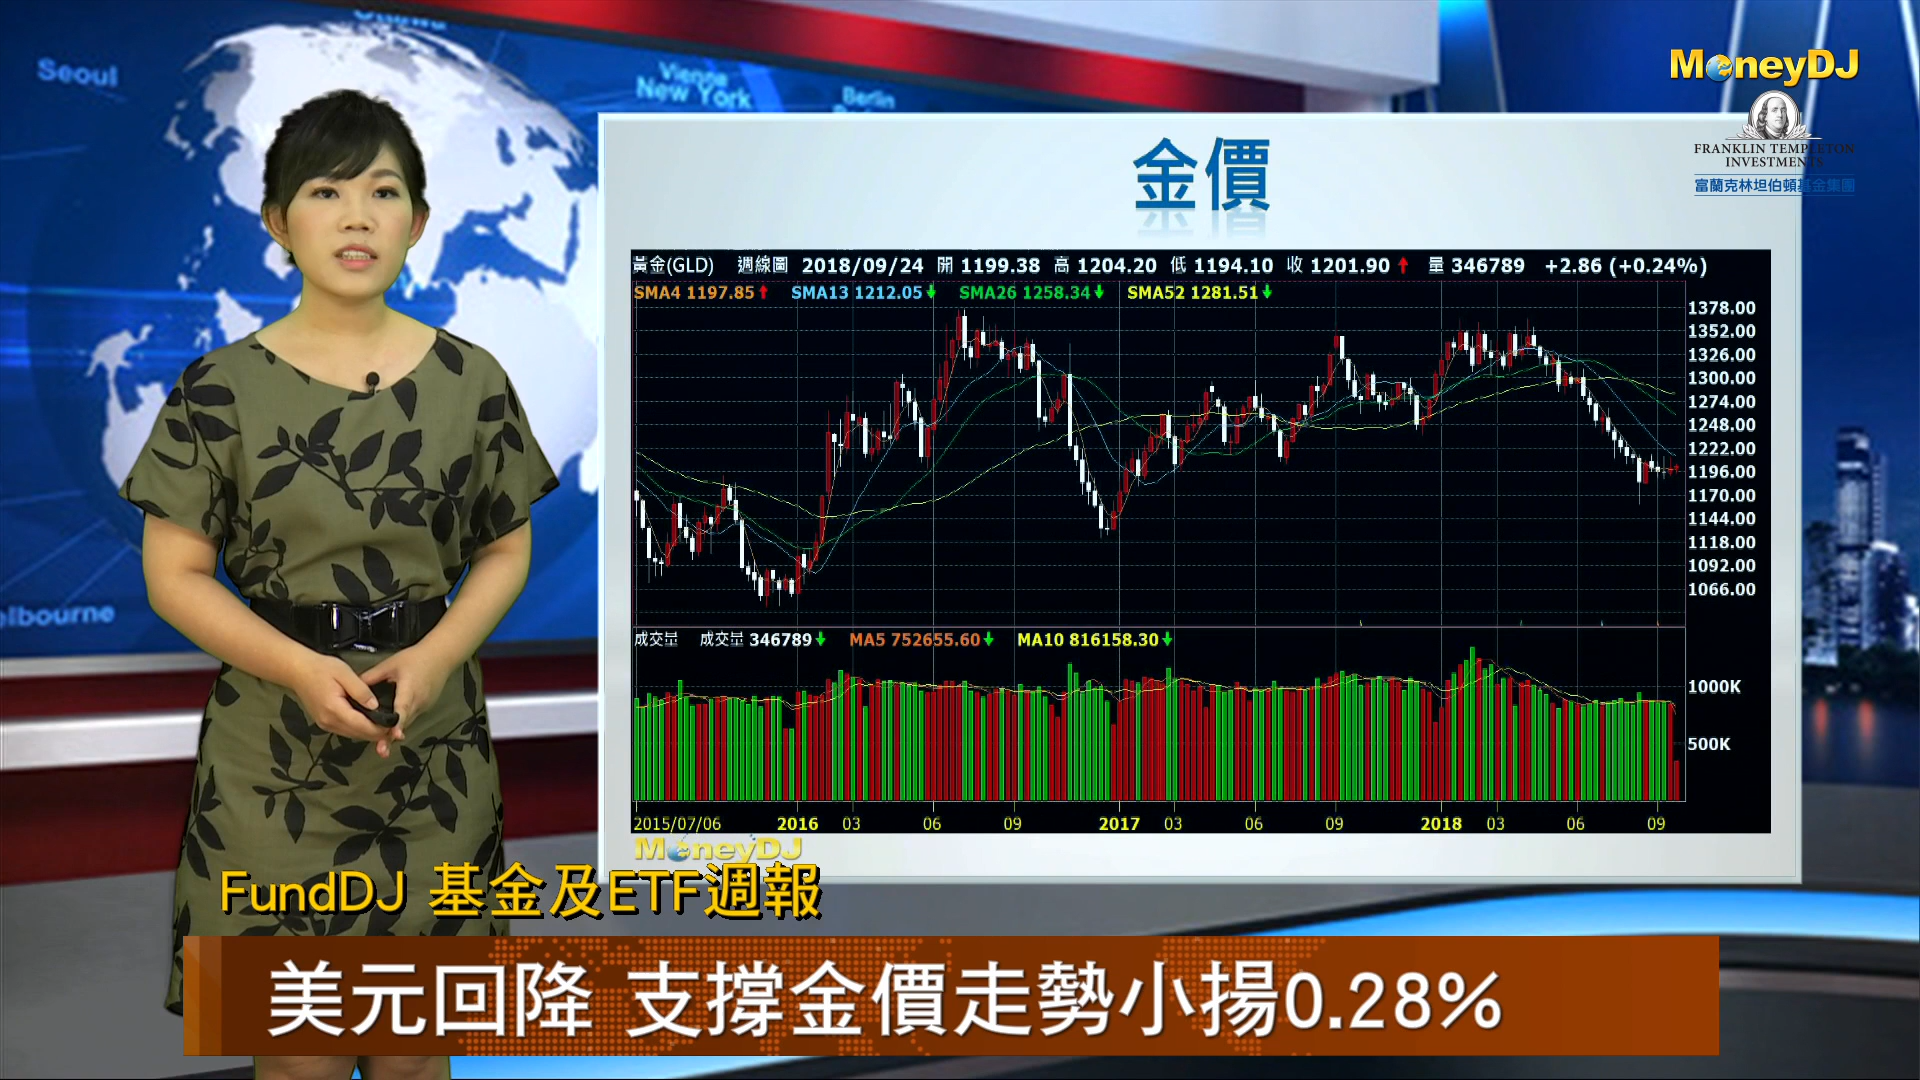 Ottawa
Seoul
Vienne
New York
Berlin
elbourne
MoneyDJ
FRANKLIN TEMPLETON
INVESTMENTS
富蘭克林坦伯頓基金集團
金價
黃金(GLD) 週線圖 2018/09/24 開 1199.38 高 1204.20 低 1194.10 收 1201.90 ↑ 量 346789 +2.86 (+0.24%)
SMA4 1197.85↑ SMA13 1212.05↓ SMA26 1258.34↓ SMA52 1281.51↓
1378.00
1352.00
1326.00
1300.00
1274.00
1248.00
1222.00
1196.00
1170.00
1144.00
1118.00
1092.00
1066.00
成交量 成交量 346789↓ MA5 752655.60↓ MA10 816158.30↓
1000K
500K
2015/07/06 2016 03 06 09 2017 03 06 09 2018 03 06 09
MoneyDJ
FundDJ 基金及ETF週報
美元回降 支撐金價走勢小揚0.28%